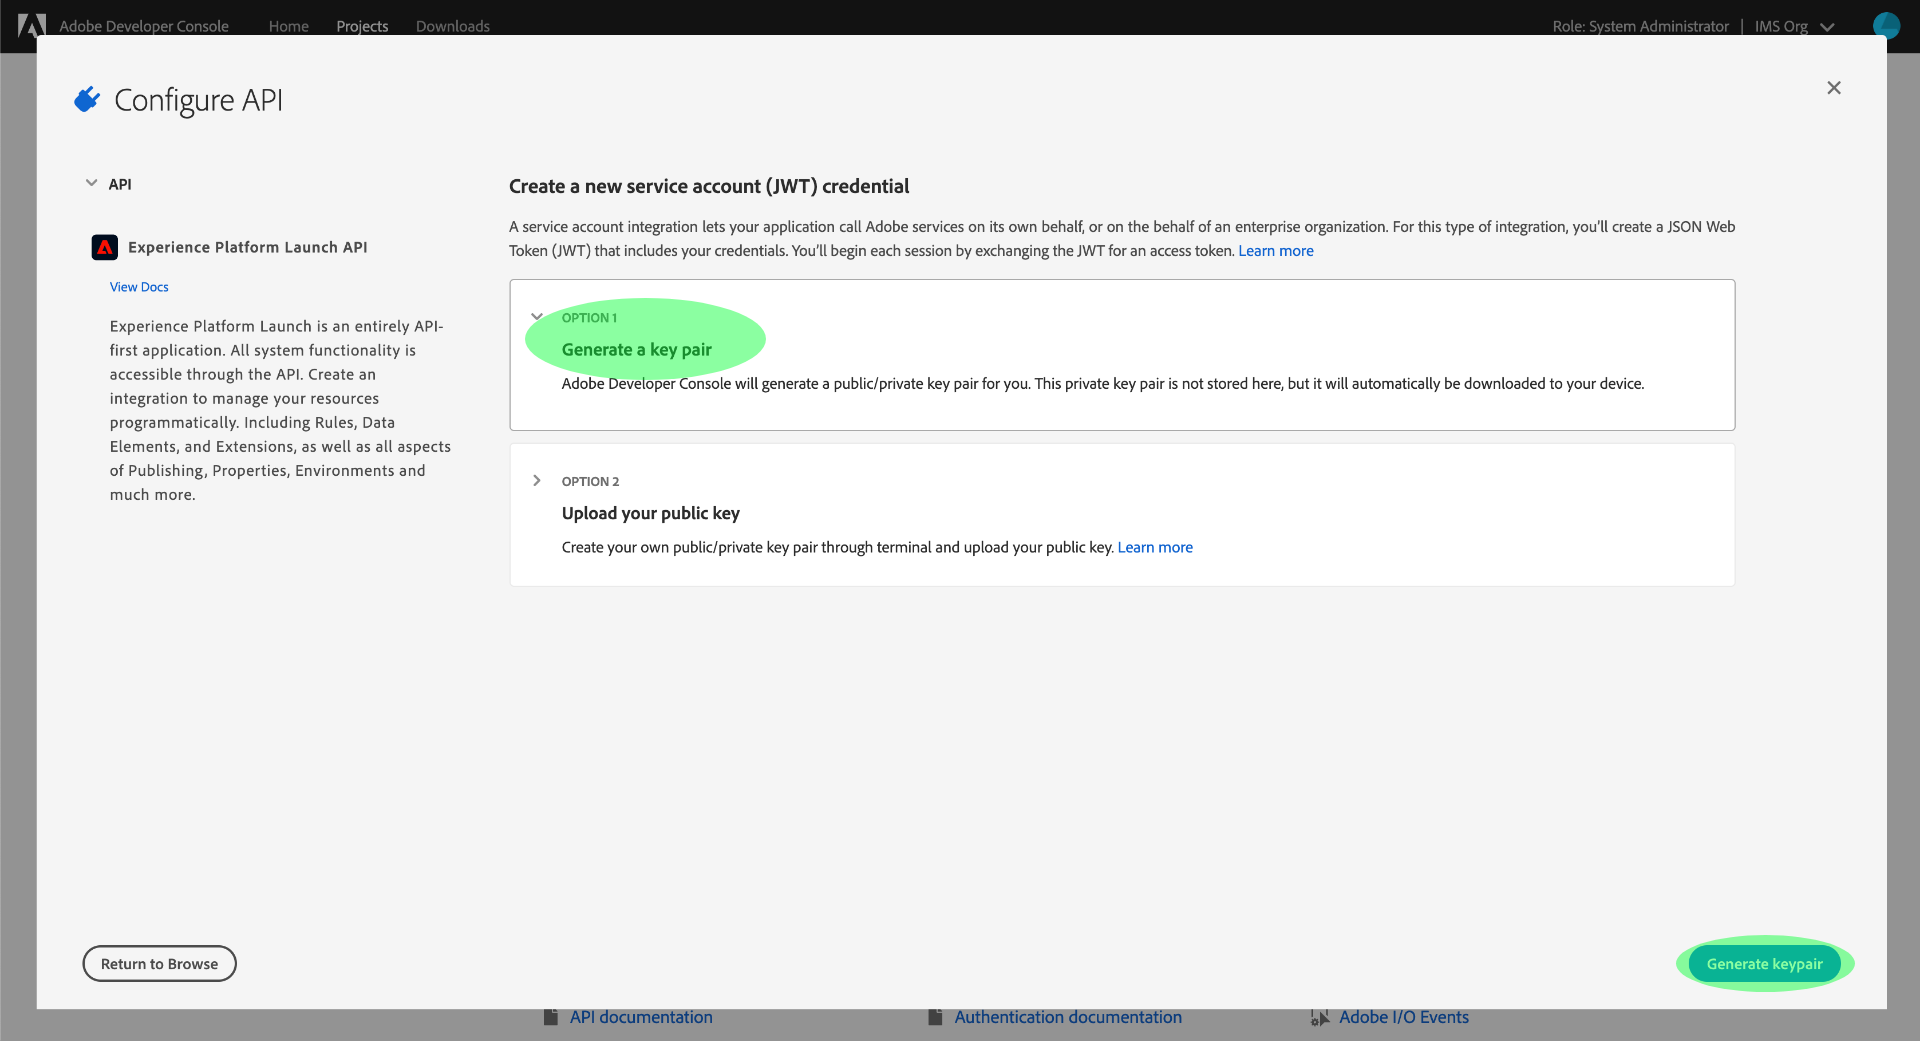 Adobe Developer Console Home Projects Downloads Role: System Administrator | IMS Org
Configure API
API
Experience Platform Launch API
View Docs
Experience Platform Launch is an entirely API-
first application. All system functionality is
accessible through the API. Create an
integration to manage your resources
programmatically. Including Rules, Data
Elements, and Extensions, as well as all aspects
of Publishing, Properties, Environments and
much more.
Create a new service account (JWT) credential
A service account integration lets your application call Adobe services on its own behalf, or on the behalf of an enterprise organization. For this type of integration, you'll create a JSON Web
Token (JWT) that includes your credentials. You'll begin each session by exchanging the JWT for an access token. Learn more
OPTION 1
Generate a key pair
Adobe Developer Console will generate a public/private key pair for you. This private key pair is not stored here, but it will automatically be downloaded to your device.
OPTION 2
Upload your public key
Create your own public/private key pair through terminal and upload your public key. Learn more
Return to Browse
Generate keypair
API documentation
Authentication documentation
Adobe I/O Events